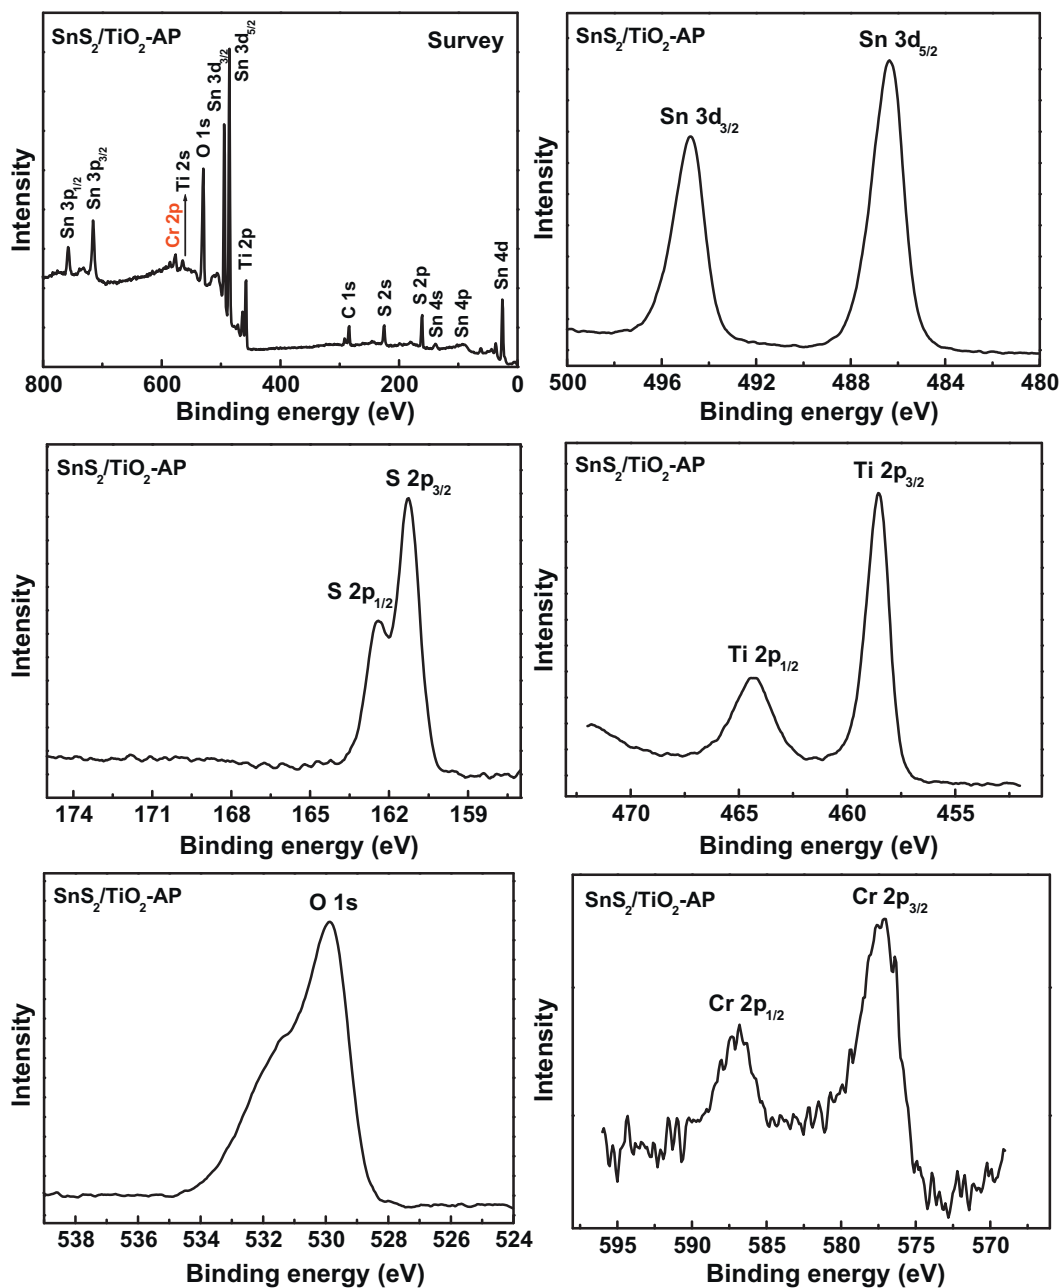 SnS2/TiO2-AP
Survey
Sn 3p1/2
Sn 3p3/2
Cr 2p
Ti 2s
O 1s
Sn 3d3/2
Sn 3d5/2
Ti 2p
C 1s
S 2s
S 2p
Sn 4s
Sn 4p
Sn 4d
Intensity
800 600 400 200 0
Binding energy (eV)
SnS2/TiO2-AP
Sn 3d5/2
Sn 3d3/2
Intensity
500 496 492 488 484 480
Binding energy (eV)
SnS2/TiO2-AP
S 2p3/2
S 2p1/2
Intensity
174 171 168 165 162 159
Binding energy (eV)
SnS2/TiO2-AP
Ti 2p3/2
Ti 2p1/2
Intensity
470 465 460 455
Binding energy (eV)
SnS2/TiO2-AP
O 1s
Intensity
538 536 534 532 530 528 526 524
Binding energy (eV)
SnS2/TiO2-AP
Cr 2p3/2
Cr 2p1/2
Intensity
595 590 585 580 575 570
Binding energy (eV)